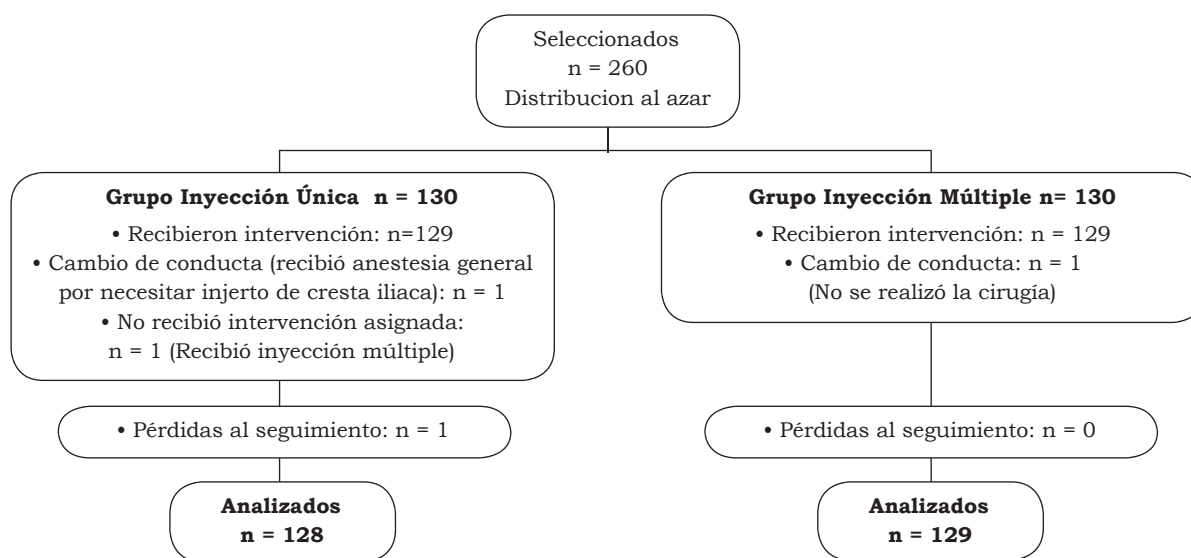 Seleccionados
n = 260
Distribucion al azar
Grupo Inyección Única n = 130
• Recibieron intervención: n=129
• Cambio de conducta (recibió anestesia general
por necesitar injerto de cresta iliaca): n = 1
• No recibió intervención asignada:
n = 1 (Recibió inyección múltiple)
Grupo Inyección Múltiple n= 130
• Recibieron intervención: n = 129
• Cambio de conducta: n = 1
(No se realizó la cirugía)
• Pérdidas al seguimiento: n = 1
• Pérdidas al seguimiento: n = 0
Analizados
n = 128
Analizados
n = 129